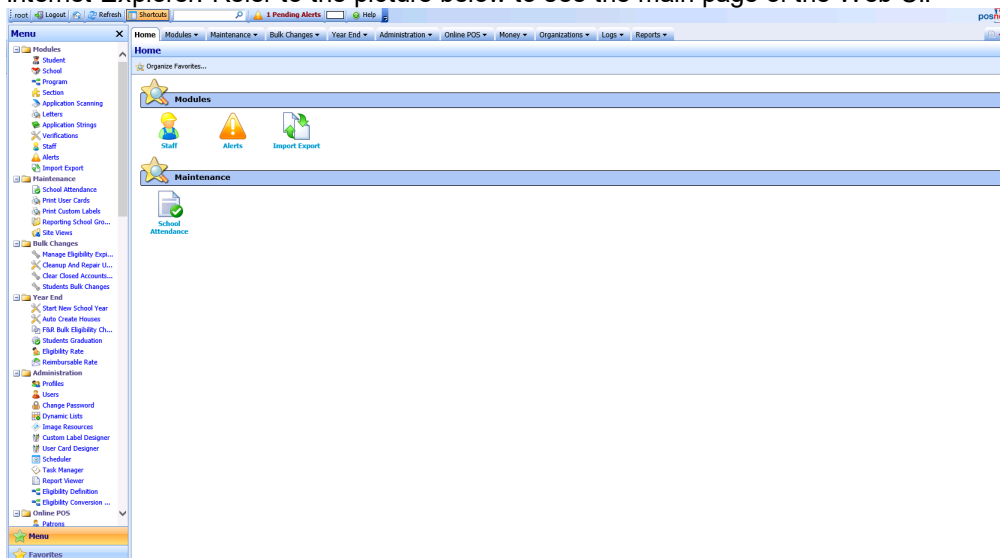 Internet Explorer. Refer to the picture below to see the main page of the Web UI.
root Logout Refresh Shortcuts 1 Pending Alerts Help
Menu X
Home Modules Maintenance Bulk Changes Year End Administration Online POS Money Organizations Logs Reports
Home
Organize Favorites...
Modules
Staff Alerts Import Export
Maintenance
School
Attendance
Modules
Student
School
Program
Section
Application Scanning
Letters
Application Strings
Verifications
Staff
Alerts
Import Export
Maintenance
School Attendance
Print User Cards
Print Custom Labels
Reporting School Gro...
Site Views
Bulk Changes
Manage Eligibility Expi...
Cleanup And Repair U...
Clear Closed Accounts...
Students Bulk Changes
Year End
Start New School Year
Auto Create Houses
F&R Bulk Eligibility Ch...
Students Graduation
Eligibility Rate
Reimbursable Rate
Administration
Profiles
Users
Change Password
Dynamic Lists
Image Resources
Custom Label Designer
User Card Designer
Scheduler
Task Manager
Report Viewer
Eligibility Definition
Eligibility Conversion ...
Online POS
Patrons
Menu
Favorites